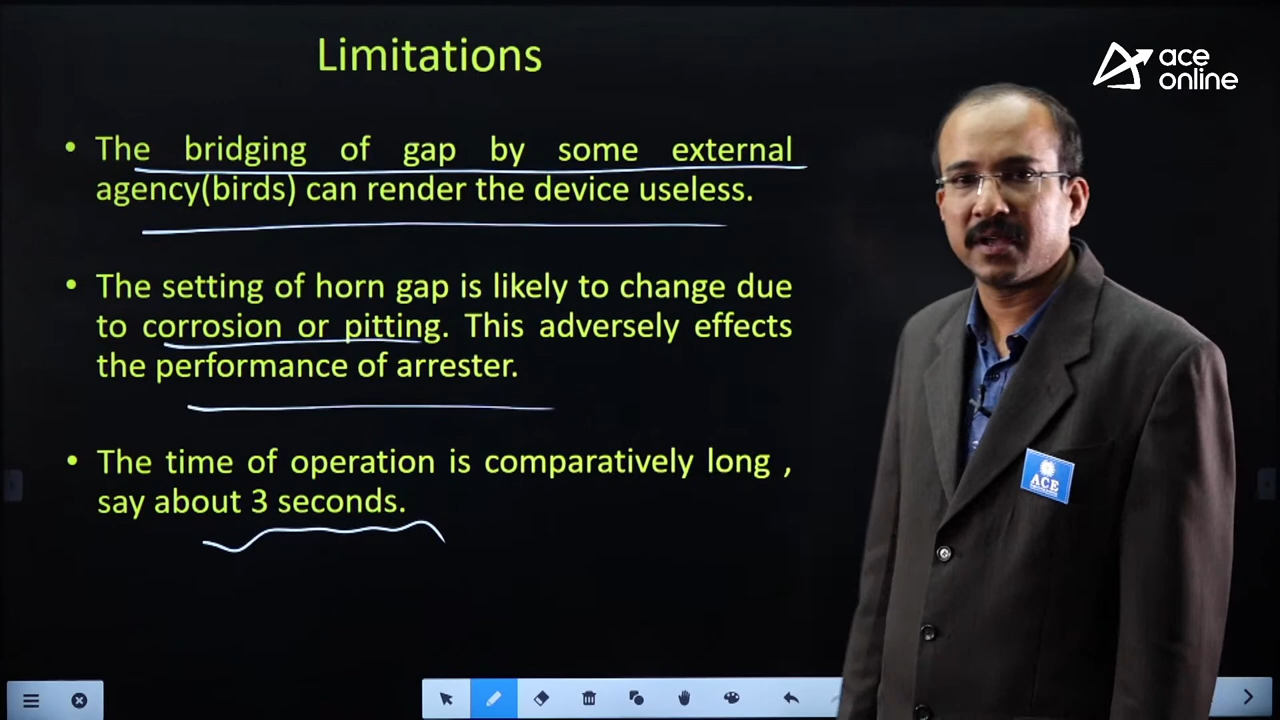 Limitations
ace
online
• The bridging of gap by some external
agency(birds) can render the device useless.
• The setting of horn gap is likely to change due
to corrosion or pitting. This adversely effects
the performance of arrester.
• The time of operation is comparatively long ,
say about 3 seconds.
ACE